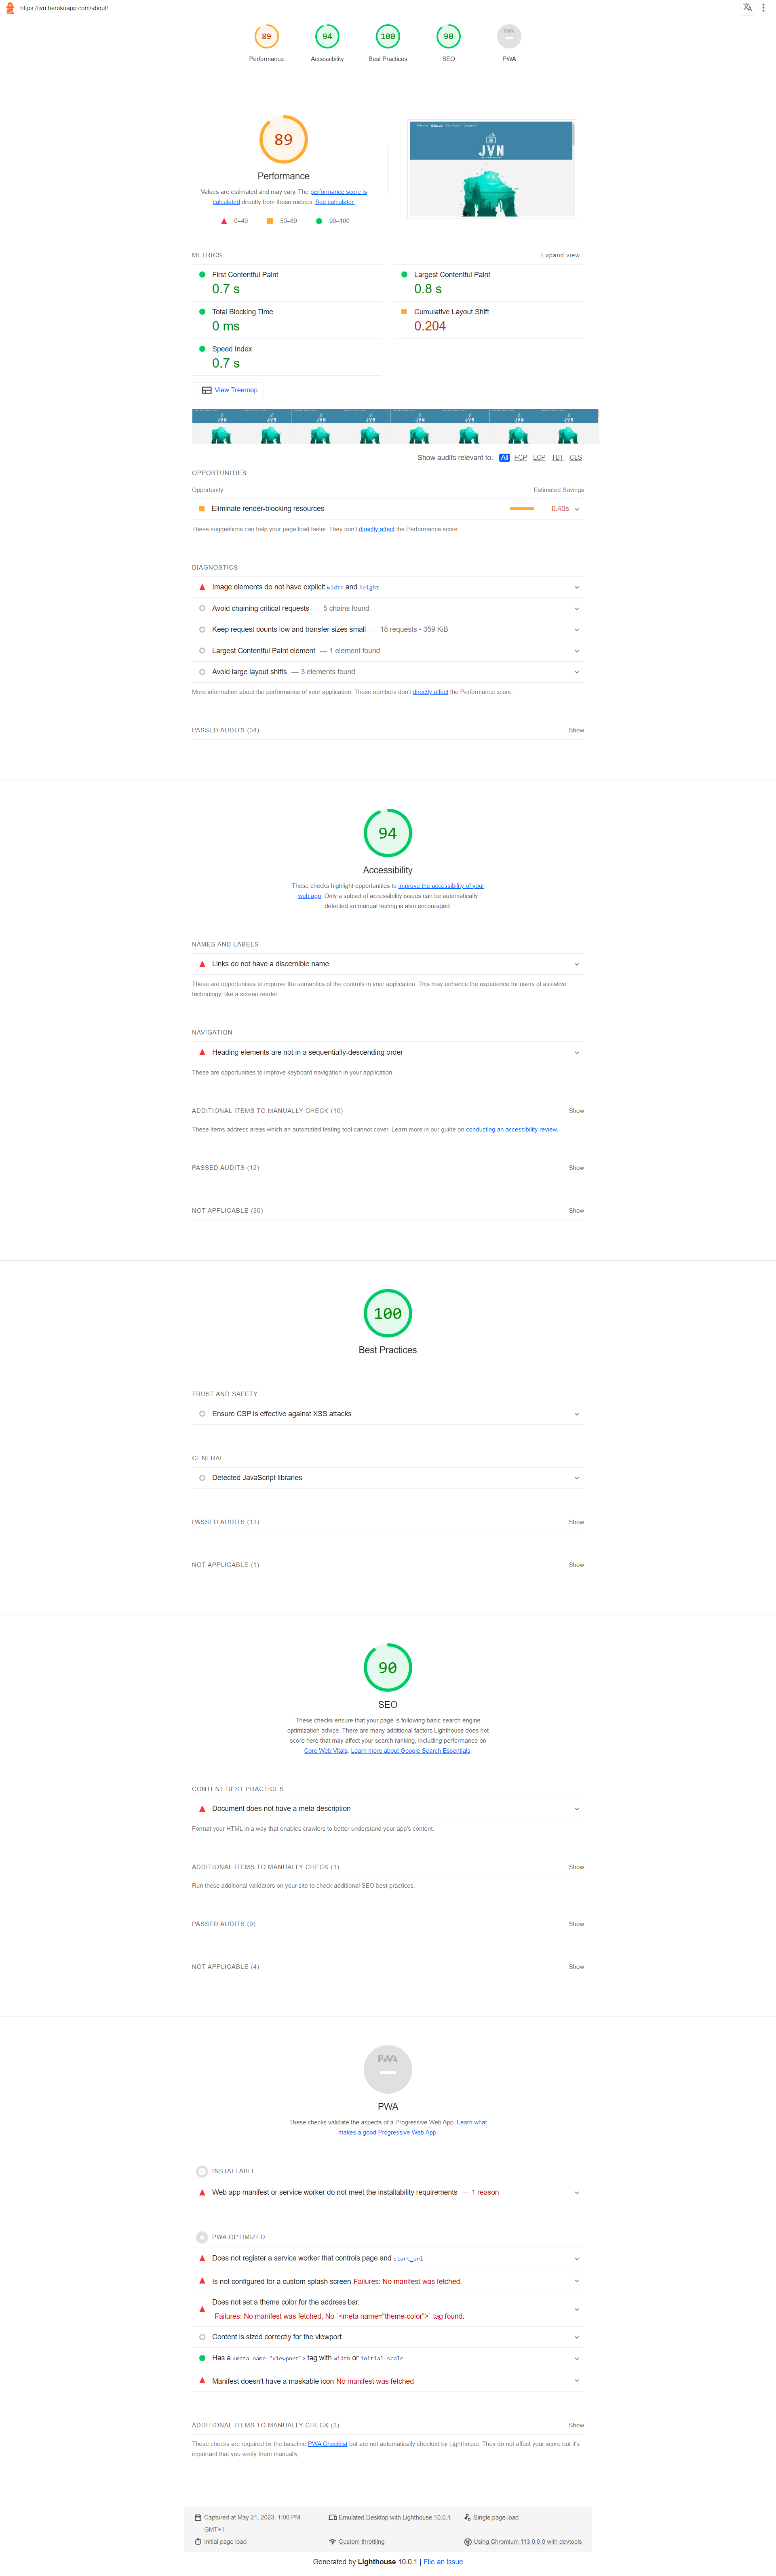 https://jvn.herokuapp.com/about/
89 94 100 90
Performance Accessibility Best Practices SEO PWA
89
Performance
Values are estimated and may vary. The performance score is
calculated directly from these metrics. See calculator.
0–49 50–89 90–100
Home About Contact Logout
JVN
METRICS Expand view
First Contentful Paint
0.7 s
Largest Contentful Paint
0.8 s
Total Blocking Time
0 ms
Cumulative Layout Shift
0.204
Speed Index
0.7 s
View Treemap
JVN JVN JVN JVN JVN JVN JVN JVN
Show audits relevant to: All FCP LCP TBT CLS
OPPORTUNITIES
Opportunity Estimated Savings
Eliminate render-blocking resources 0.40s
These suggestions can help your page load faster. They don't directly affect the Performance score.
DIAGNOSTICS
Image elements do not have explicit width and height
Avoid chaining critical requests — 5 chains found
Keep request counts low and transfer sizes small — 18 requests • 359 KiB
Largest Contentful Paint element — 1 element found
Avoid large layout shifts — 3 elements found
More information about the performance of your application. These numbers don't directly affect the Performance score.
PASSED AUDITS (34) Show
94
Accessibility
These checks highlight opportunities to improve the accessibility of your
web app. Only a subset of accessibility issues can be automatically
detected so manual testing is also encouraged.
NAMES AND LABELS
Links do not have a discernible name
These are opportunities to improve the semantics of the controls in your application. This may enhance the experience for users of assistive
technology, like a screen reader.
NAVIGATION
Heading elements are not in a sequentially-descending order
These are opportunities to improve keyboard navigation in your application.
ADDITIONAL ITEMS TO MANUALLY CHECK (10) Show
These items address areas which an automated testing tool cannot cover. Learn more in our guide on conducting an accessibility review.
PASSED AUDITS (12) Show
NOT APPLICABLE (30) Show
100
Best Practices
TRUST AND SAFETY
Ensure CSP is effective against XSS attacks
GENERAL
Detected JavaScript libraries
PASSED AUDITS (13) Show
NOT APPLICABLE (1) Show
90
SEO
These checks ensure that your page is following basic search engine
optimization advice. There are many additional factors Lighthouse does not
score here that may affect your search ranking, including performance on
Core Web Vitals. Learn more about Google Search Essentials.
CONTENT BEST PRACTICES
Document does not have a meta description
Format your HTML in a way that enables crawlers to better understand your app's content.
ADDITIONAL ITEMS TO MANUALLY CHECK (1) Show
Run these additional validators on your site to check additional SEO best practices.
PASSED AUDITS (9) Show
NOT APPLICABLE (4) Show
PWA
PWA
These checks validate the aspects of a Progressive Web App. Learn what
makes a good Progressive Web App.
INSTALLABLE
Web app manifest or service worker do not meet the installability requirements — 1 reason
PWA OPTIMIZED
Does not register a service worker that controls page and start_url
Is not configured for a custom splash screen Failures: No manifest was fetched.
Does not set a theme color for the address bar.
Failures: No manifest was fetched, No `<meta name="theme-color">` tag found.
Content is sized correctly for the viewport
Has a <meta name="viewport"> tag with width or initial-scale
Manifest doesn't have a maskable icon No manifest was fetched
ADDITIONAL ITEMS TO MANUALLY CHECK (3) Show
These checks are required by the baseline PWA Checklist but are not automatically checked by Lighthouse. They do not affect your score but it's
important that you verify them manually.
Captured at May 21, 2023, 1:00 PM
GMT+1
Emulated Desktop with Lighthouse 10.0.1
Single page load
Initial page load
Custom throttling
Using Chromium 113.0.0.0 with devtools
Generated by Lighthouse 10.0.1 | File an issue